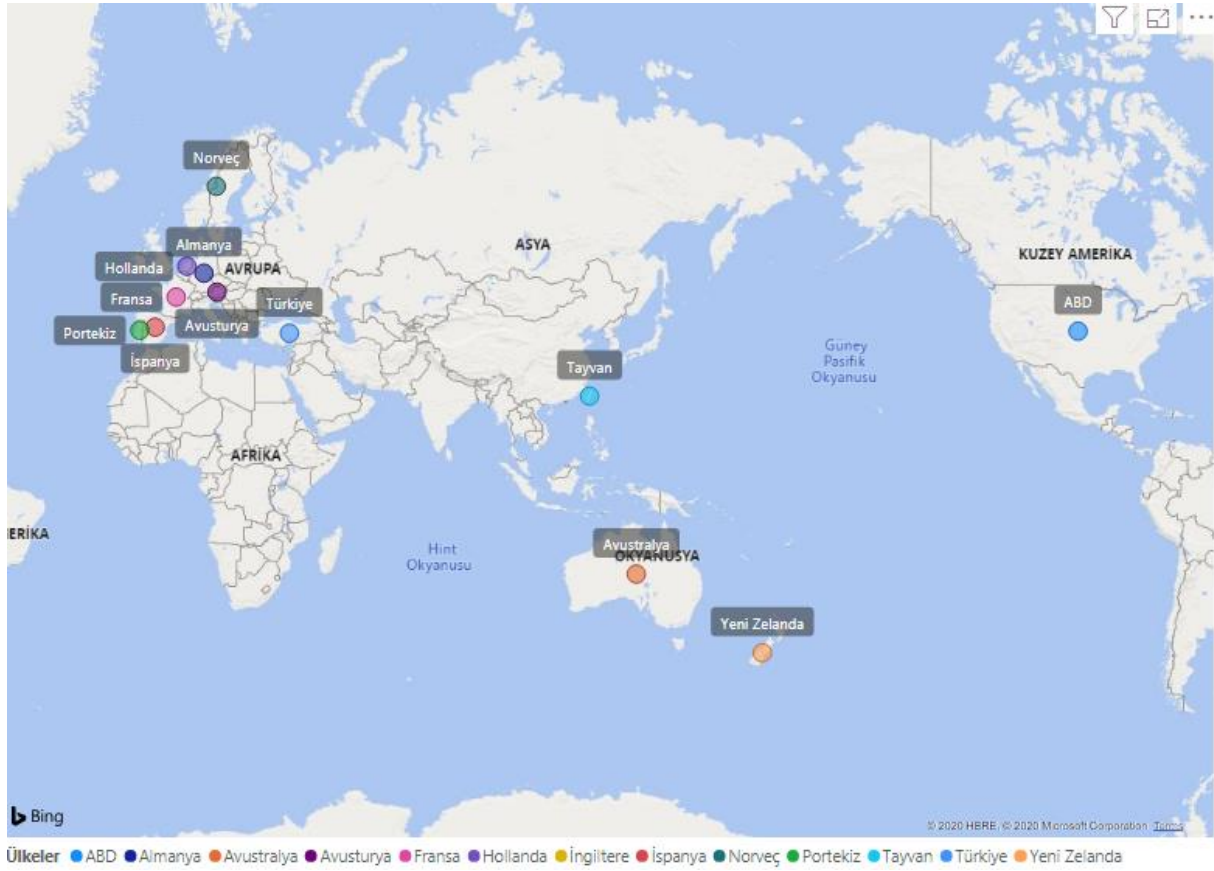 Norveç
Almanya
Hollanda
AVRUPA
Fransa
Türkiye
Portekiz
Avusturya
İspanya
ASYA
KUZEY AMERİKA
ABD
Güney
Pasifik
Okyanusu
Tayvan
AFRİKA
ERİKA
Hint
Okyanusu
Avustralya
OKYANUSYA
Yeni Zelanda
Bing
© 2020 HERE, © 2020 Microsoft Corporation Terms
Ülkeler ABD Almanya Avustralya Avusturya Fransa Hollanda İngiltere İspanya Norveç Portekiz Tayvan Türkiye Yeni Zelanda